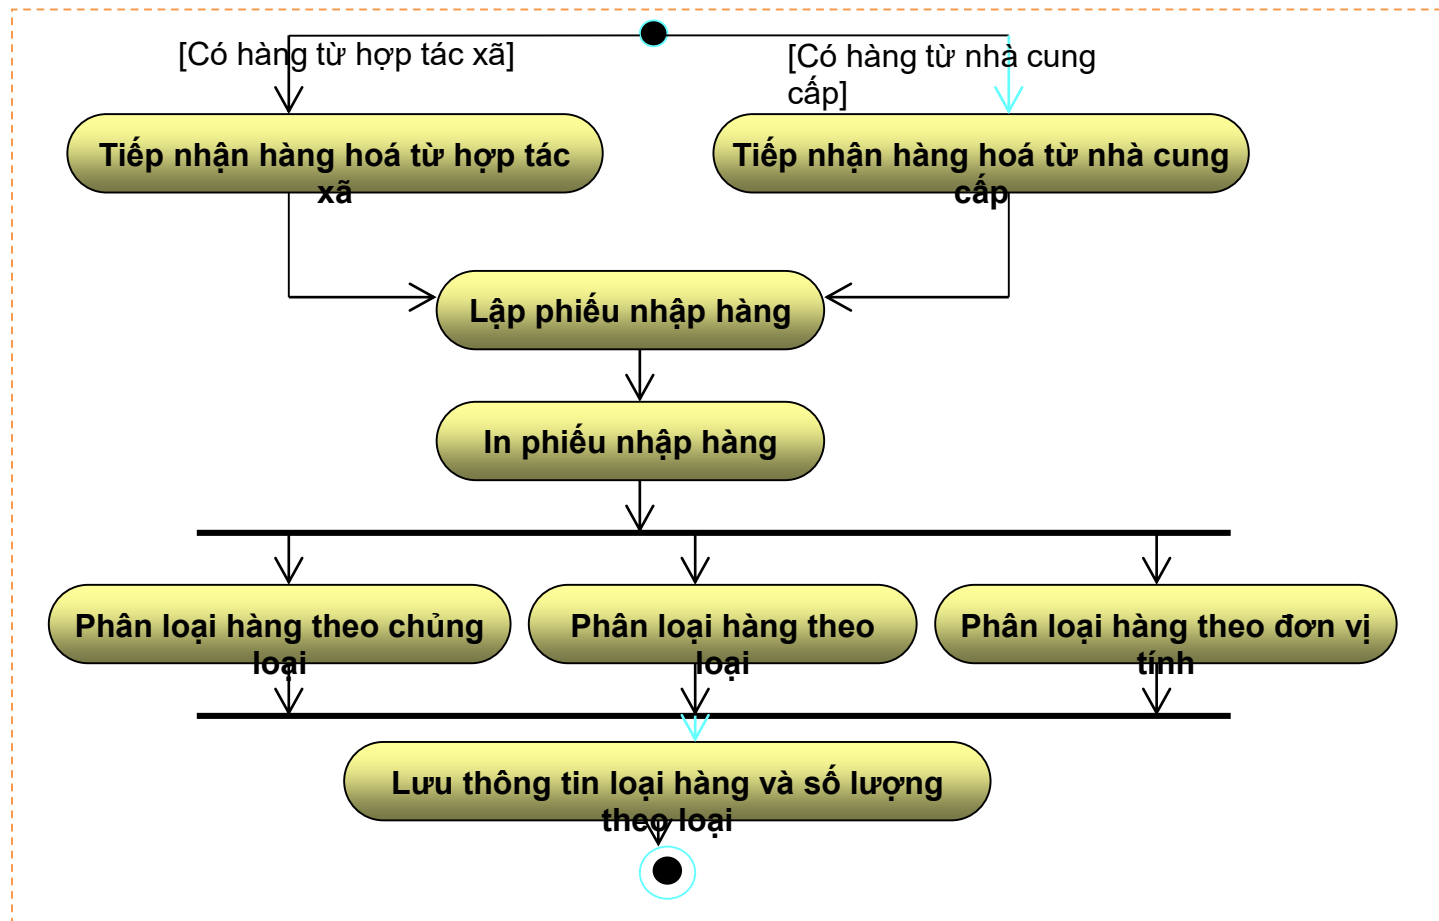 [Có hàng từ hợp tác xã]
[Có hàng từ nhà cung
cấp]
Tiếp nhận hàng hoá từ hợp tác
xã
Tiếp nhận hàng hoá từ nhà cung
cấp
Lập phiếu nhập hàng
In phiếu nhập hàng
Phân loại hàng theo chủng
loại
Phân loại hàng theo
loại
Phân loại hàng theo đơn vị
tính
Lưu thông tin loại hàng và số lượng
theo loại